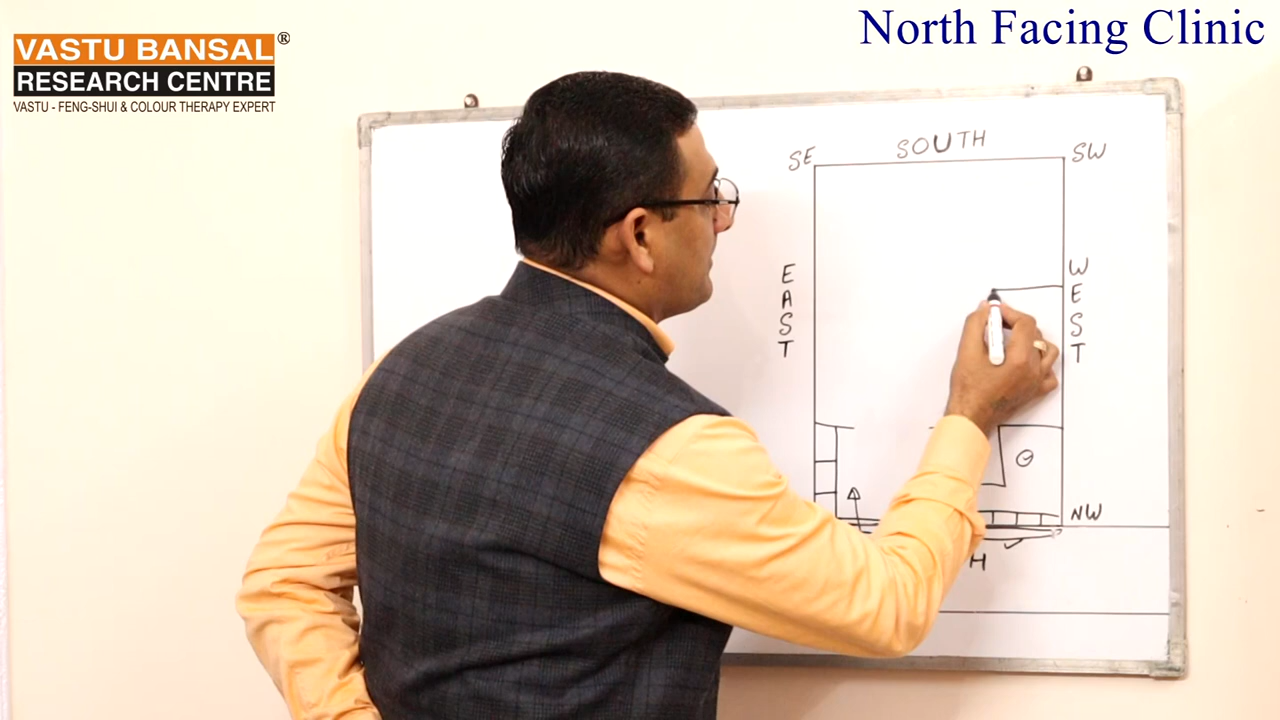 North Facing Clinic
VASTU BANSAL®
RESEARCH CENTRE
VASTU - FENG-SHUI & COLOUR THERAPY EXPERT
SE SOUTH SW
EAST
WEST
NW
H